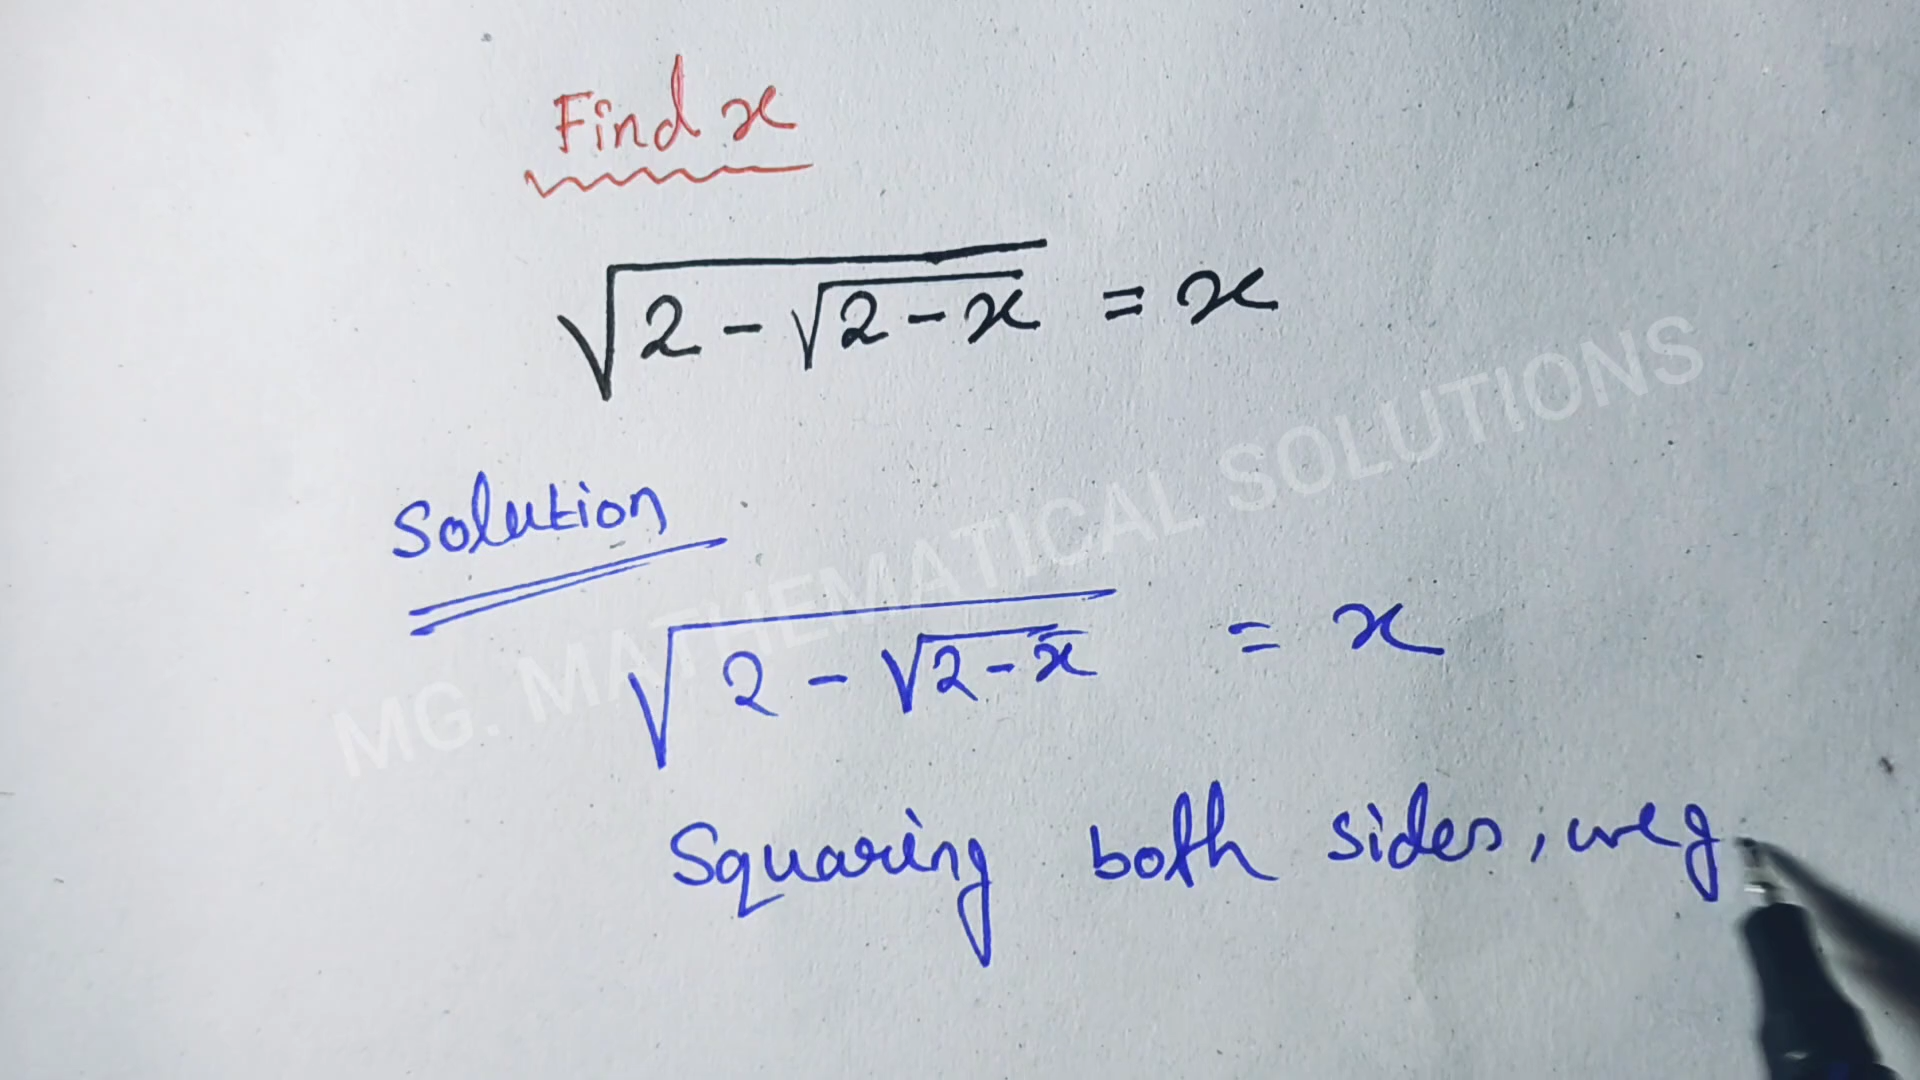 Find x
√(2 - √(2 - x)) = x
Solution
√(2 - √(2 - x)) = x
MG. MATHEMATICAL SOLUTIONS
Squaring both sides, we g